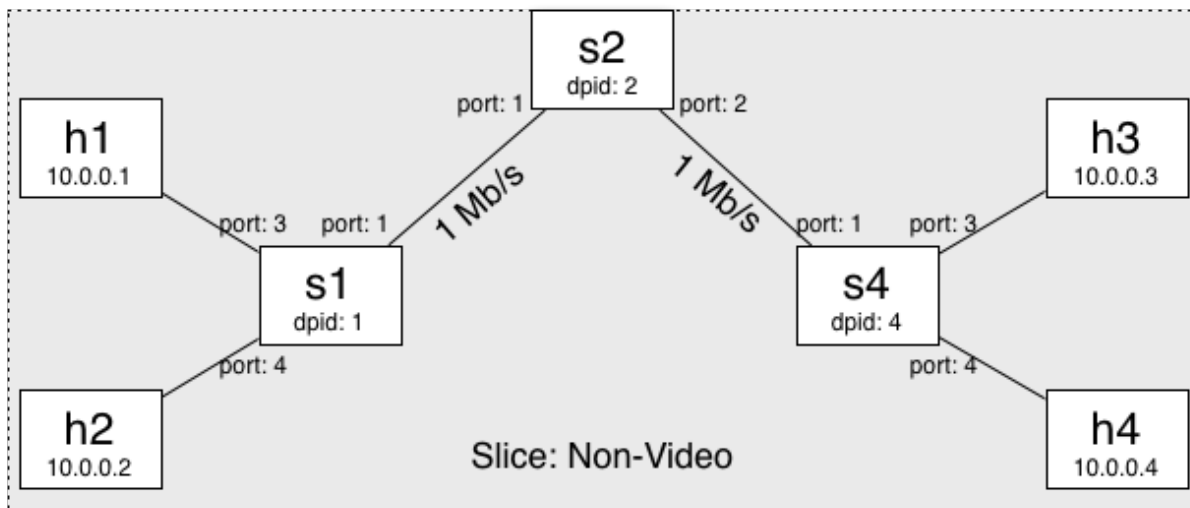 s2
dpid: 2
port: 1
port: 2
h1
10.0.0.1
h3
10.0.0.3
1 Mb/s
1 Mb/s
port: 3
port: 1
port: 1
port: 3
s1
dpid: 1
s4
dpid: 4
port: 4
port: 4
h2
10.0.0.2
Slice: Non-Video
h4
10.0.0.4